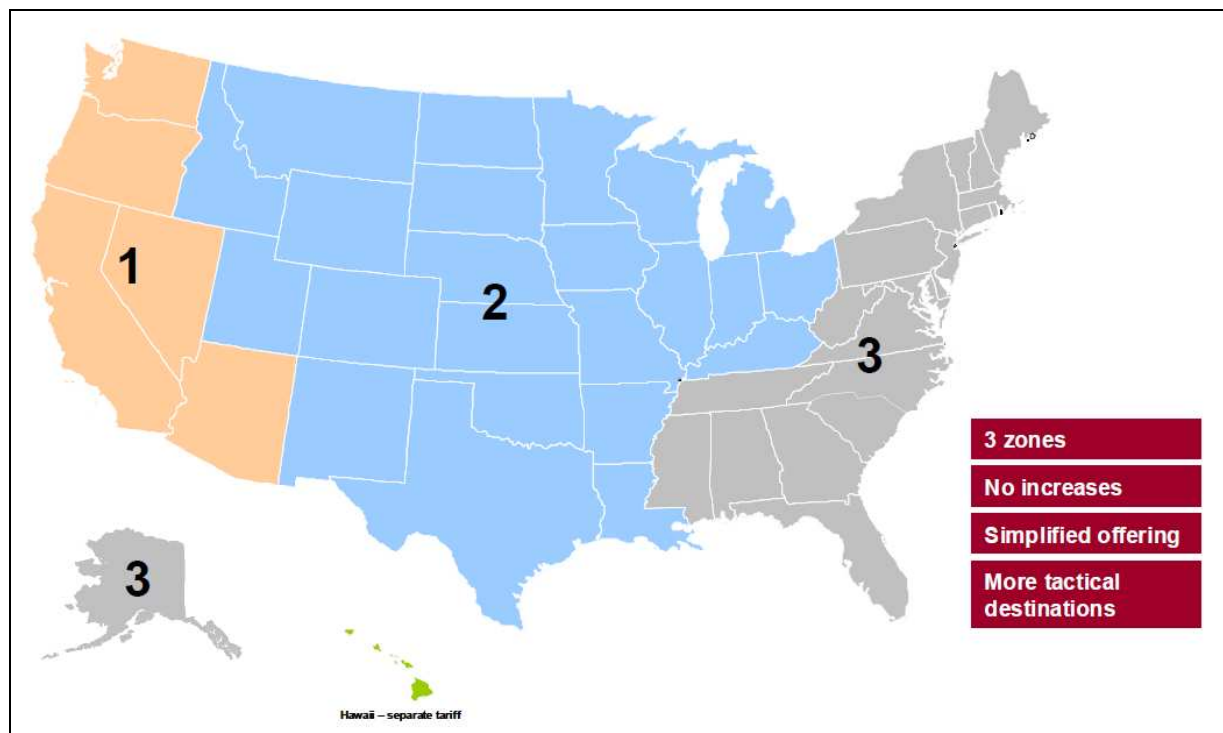 1
2
3
3 zones
No increases
Simplified offering
More tactical
destinations
3
Hawaii – separate tariff